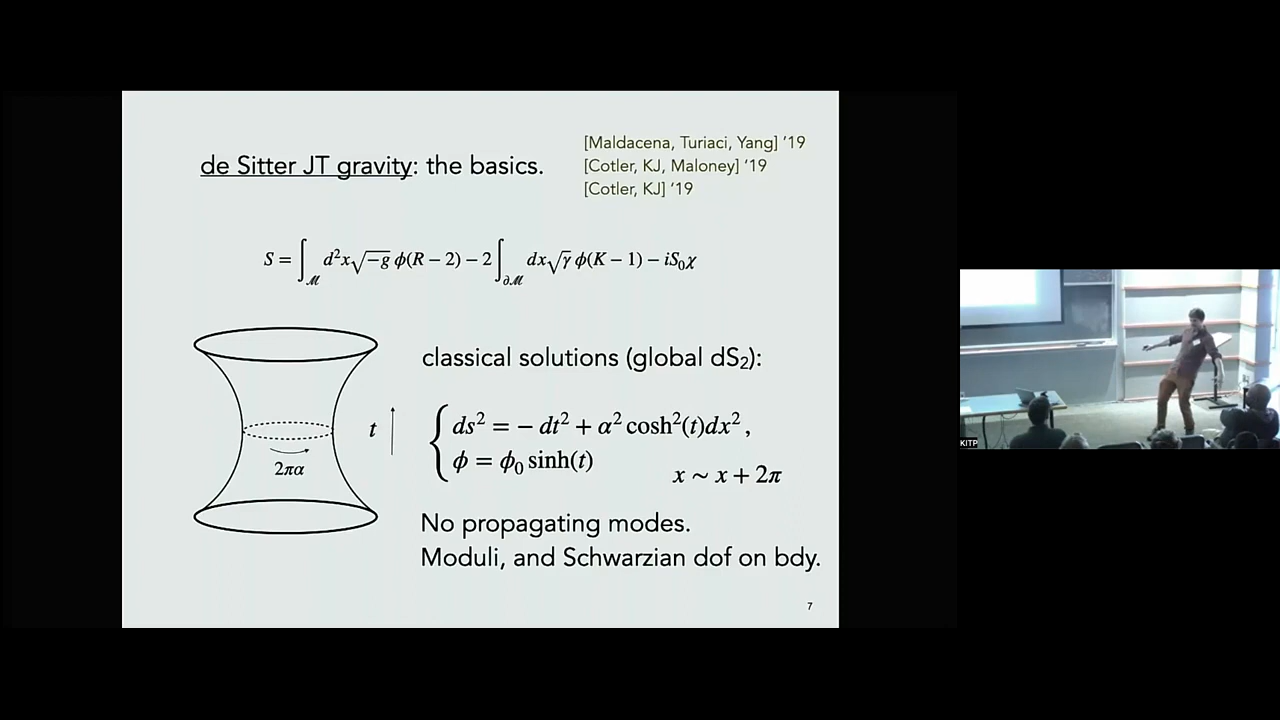 de Sitter JT gravity: the basics.
[Maldacena, Turiaci, Yang] ’19
[Cotler, KJ, Maloney] ’19
[Cotler, KJ] ’19
S = ∫_ℳ d²x√−g ϕ(R − 2) − 2∫_∂ℳ dx√γ ϕ(K − 1) − iS₀χ
classical solutions (global dS₂):
ds² = − dt² + α² cosh²(t)dx² ,
ϕ = ϕ₀ sinh(t)
x ~ x + 2π
t
2πα
No propagating modes.
Moduli, and Schwarzian dof on bdy.
7
KITP